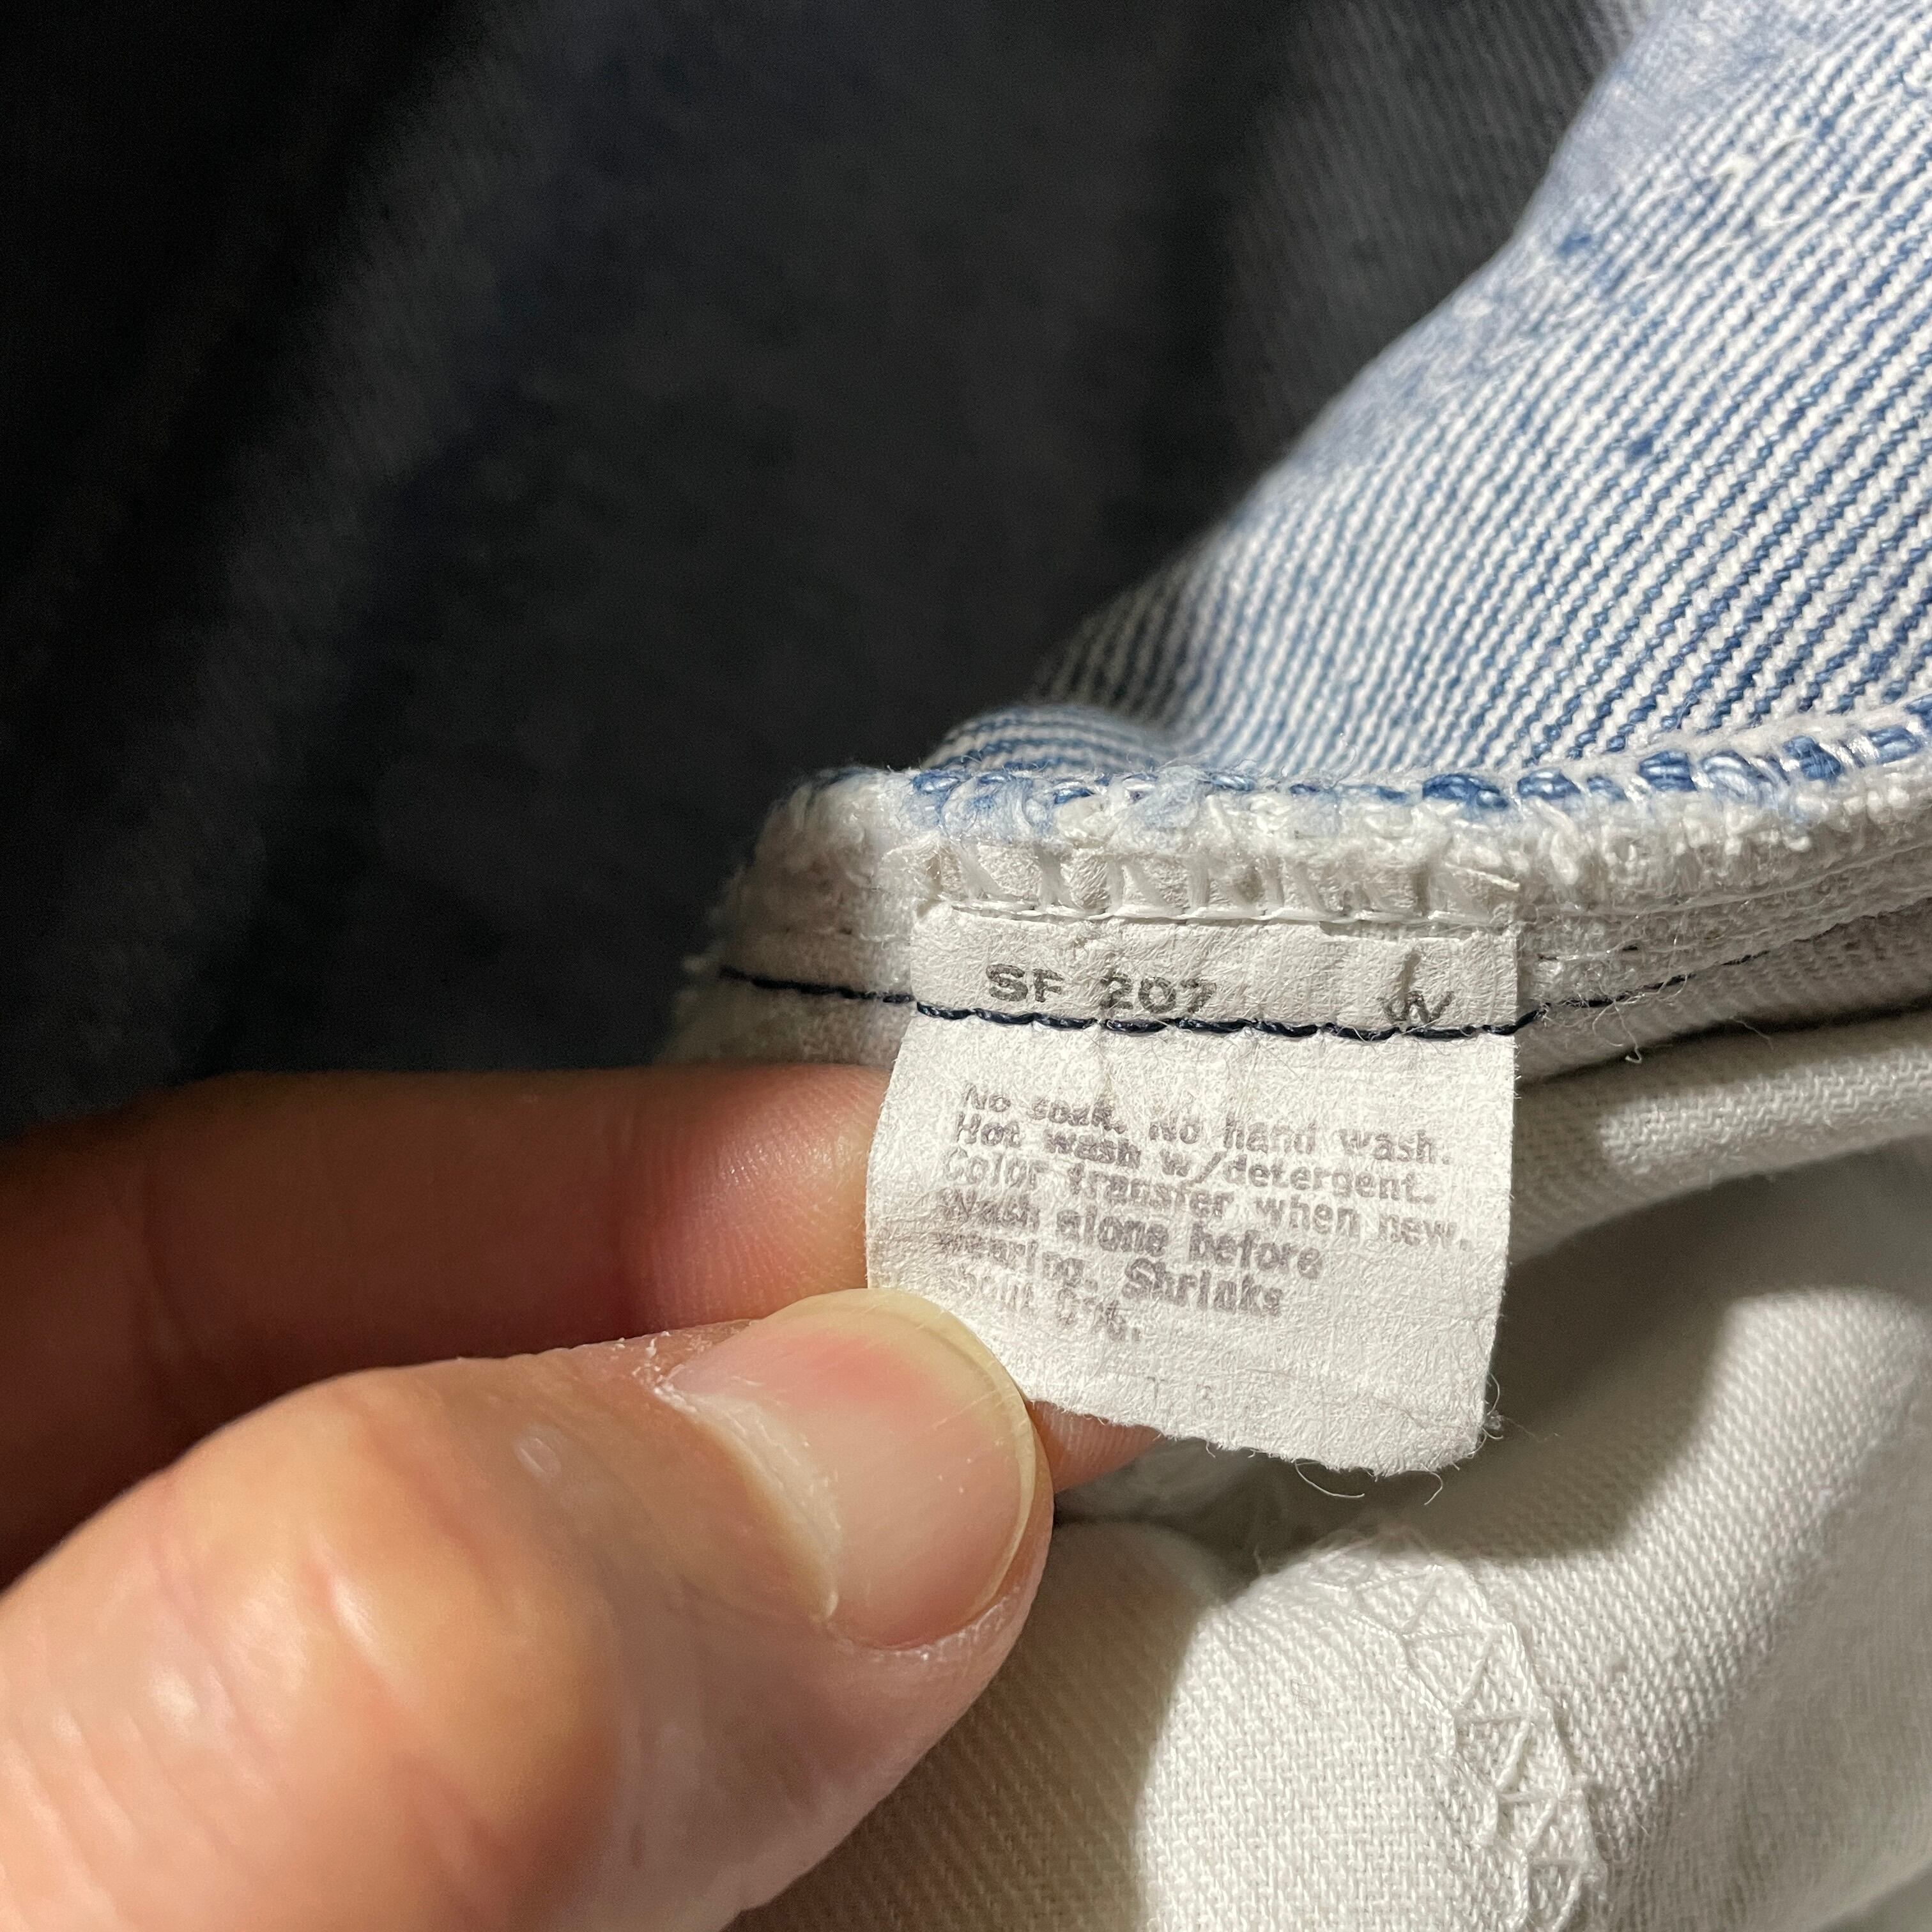 SF 207 W
No soak. No hand wash.
Hot wash w/detergent.
Color transfer when new.
Wash alone before
wearing. Shrinks
about